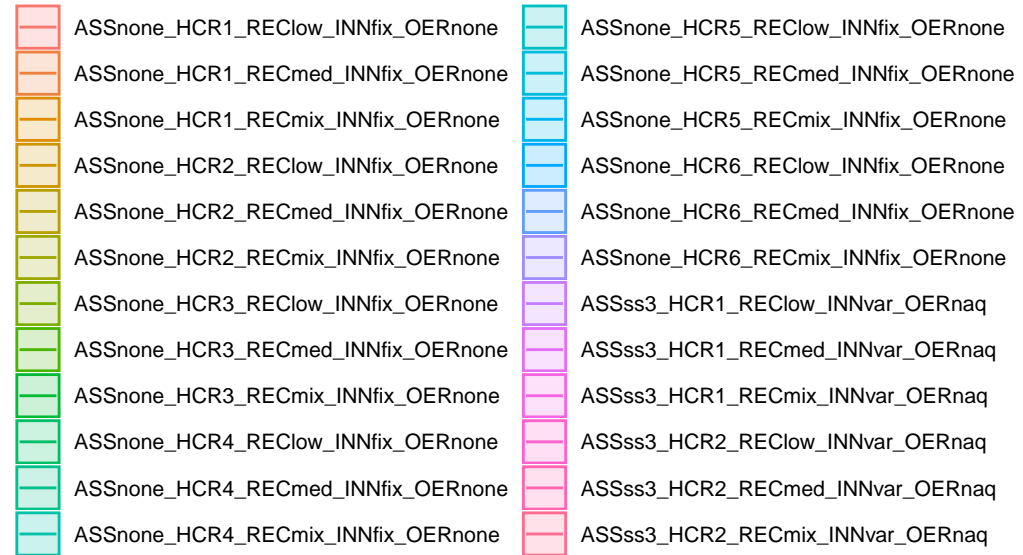 ASSnone_HCR1_REClow_INNfix_OERnone
ASSnone_HCR1_RECmed_INNfix_OERnone
ASSnone_HCR1_RECmix_INNfix_OERnone
ASSnone_HCR2_REClow_INNfix_OERnone
ASSnone_HCR2_RECmed_INNfix_OERnone
ASSnone_HCR2_RECmix_INNfix_OERnone
ASSnone_HCR3_REClow_INNfix_OERnone
ASSnone_HCR3_RECmed_INNfix_OERnone
ASSnone_HCR3_RECmix_INNfix_OERnone
ASSnone_HCR4_REClow_INNfix_OERnone
ASSnone_HCR4_RECmed_INNfix_OERnone
ASSnone_HCR4_RECmix_INNfix_OERnone
ASSnone_HCR5_REClow_INNfix_OERnone
ASSnone_HCR5_RECmed_INNfix_OERnone
ASSnone_HCR5_RECmix_INNfix_OERnone
ASSnone_HCR6_REClow_INNfix_OERnone
ASSnone_HCR6_RECmed_INNfix_OERnone
ASSnone_HCR6_RECmix_INNfix_OERnone
ASSss3_HCR1_REClow_INNvar_OERnaq
ASSss3_HCR1_RECmed_INNvar_OERnaq
ASSss3_HCR1_RECmix_INNvar_OERnaq
ASSss3_HCR2_REClow_INNvar_OERnaq
ASSss3_HCR2_RECmed_INNvar_OERnaq
ASSss3_HCR2_RECmix_INNvar_OERnaq